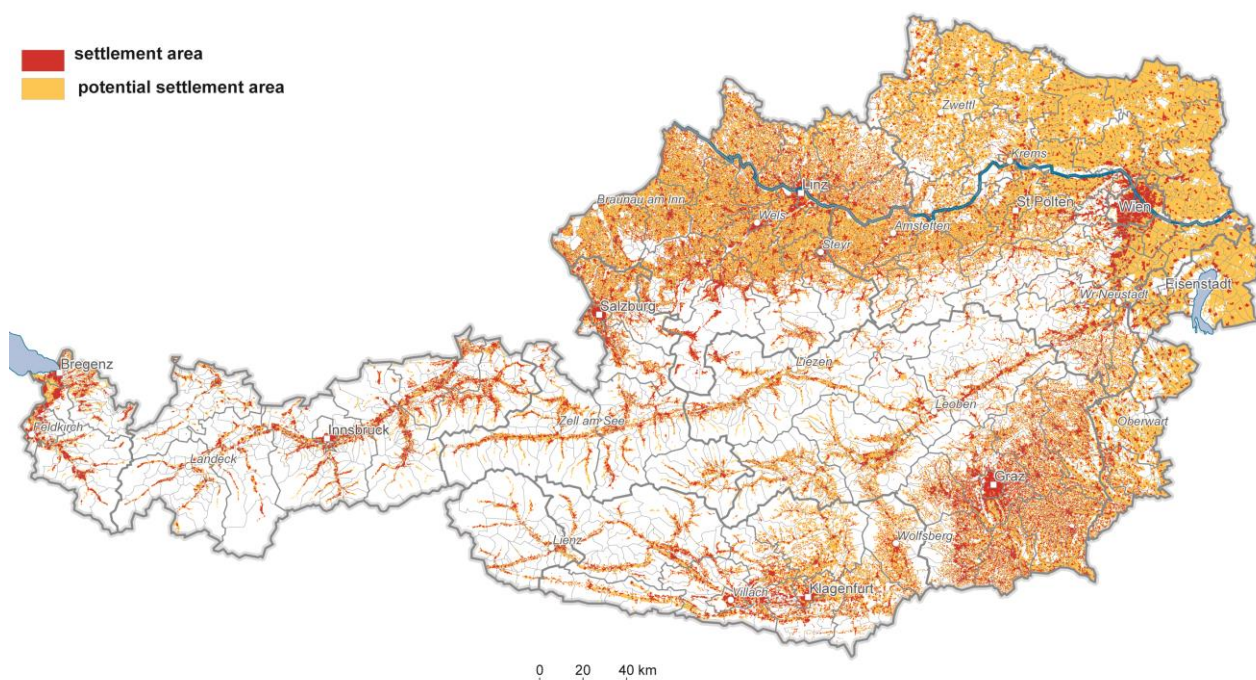 settlement area
potential settlement area
Zwettl
Krems
Linz
Braunau am Inn
Wels
St.Pölten
Wien
Amstetten
Steyr
Eisenstadt
Wr.Neustadt
Salzburg
Bregenz
Liezen
Leoben
Zell am See
Oberwart
Feldkirch
Innsbruck
Landeck
Graz
Lienz
Wolfsberg
Villach
Klagenfurt
0 20 40 km